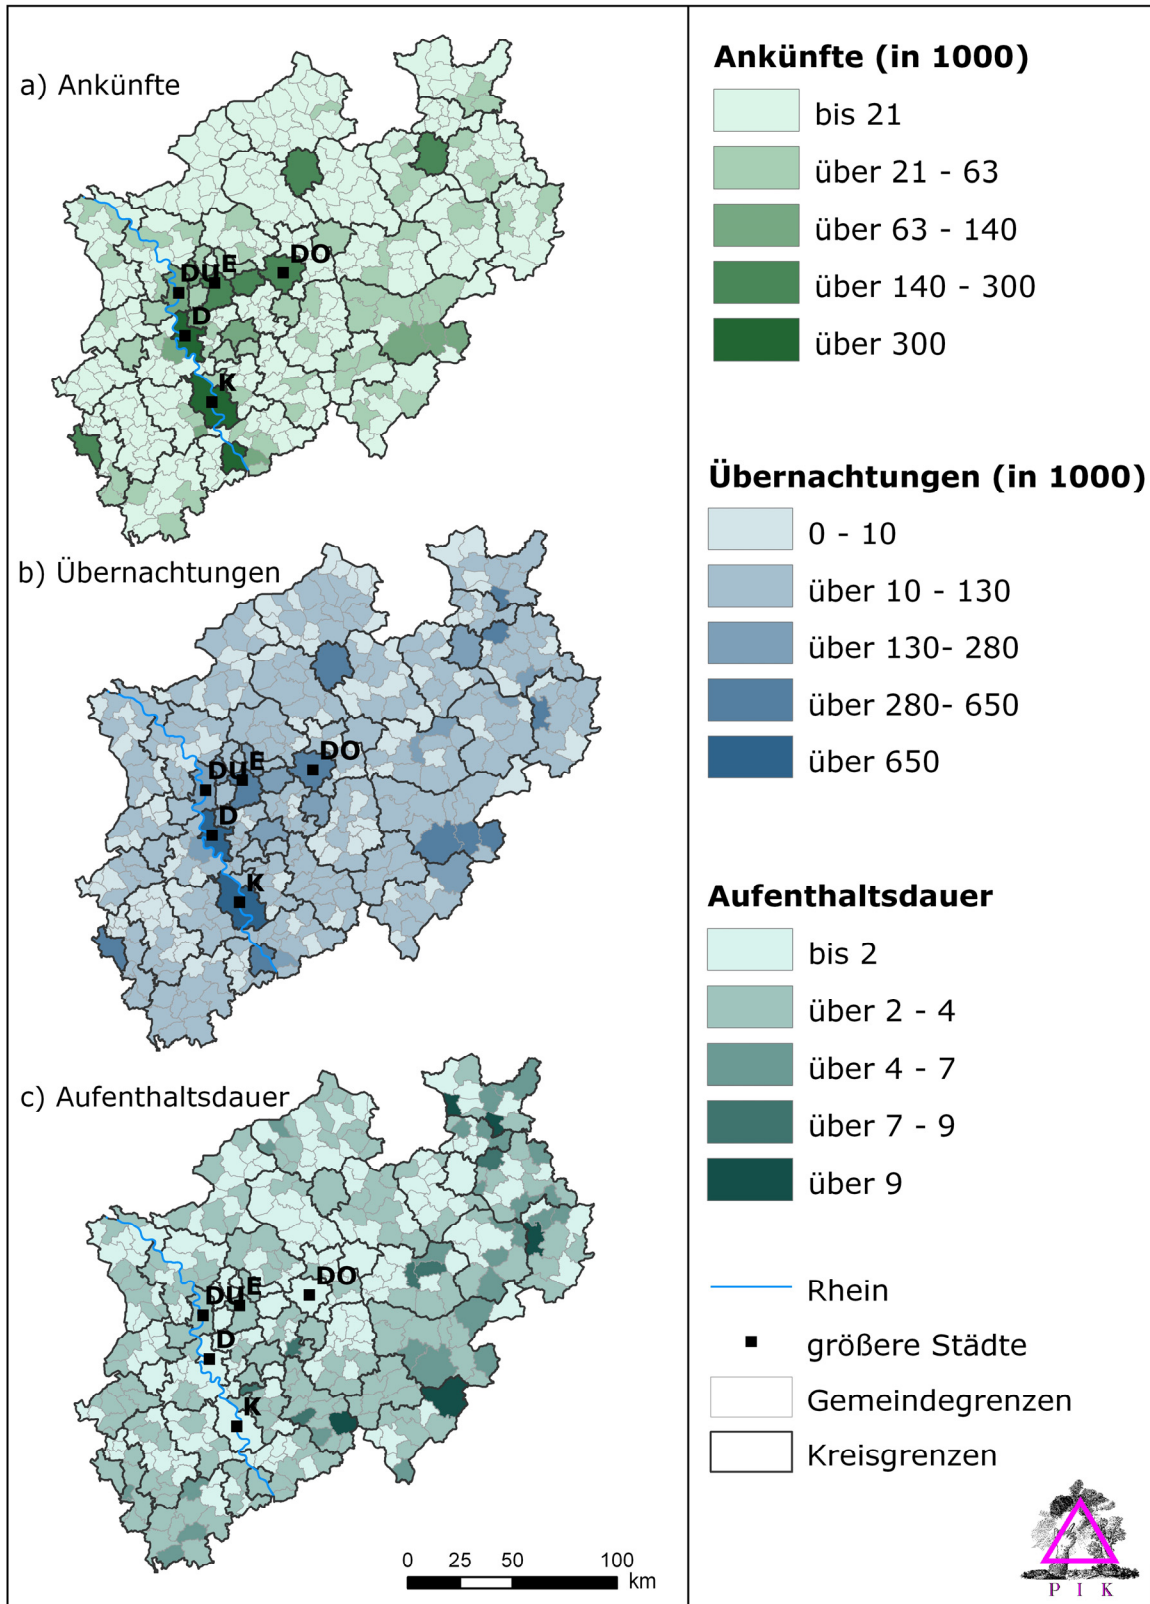 a) Ankünfte
DU
E
DO
D
K
b) Übernachtungen
DU
E
DO
D
K
c) Aufenthaltsdauer
DU
E
DO
D
K
0 25 50 100
km
Ankünfte (in 1000)
bis 21
über 21 - 63
über 63 - 140
über 140 - 300
über 300
Übernachtungen (in 1000)
0 - 10
über 10 - 130
über 130- 280
über 280- 650
über 650
Aufenthaltsdauer
bis 2
über 2 - 4
über 4 - 7
über 7 - 9
über 9
Rhein
größere Städte
Gemeindegrenzen
Kreisgrenzen
P I K